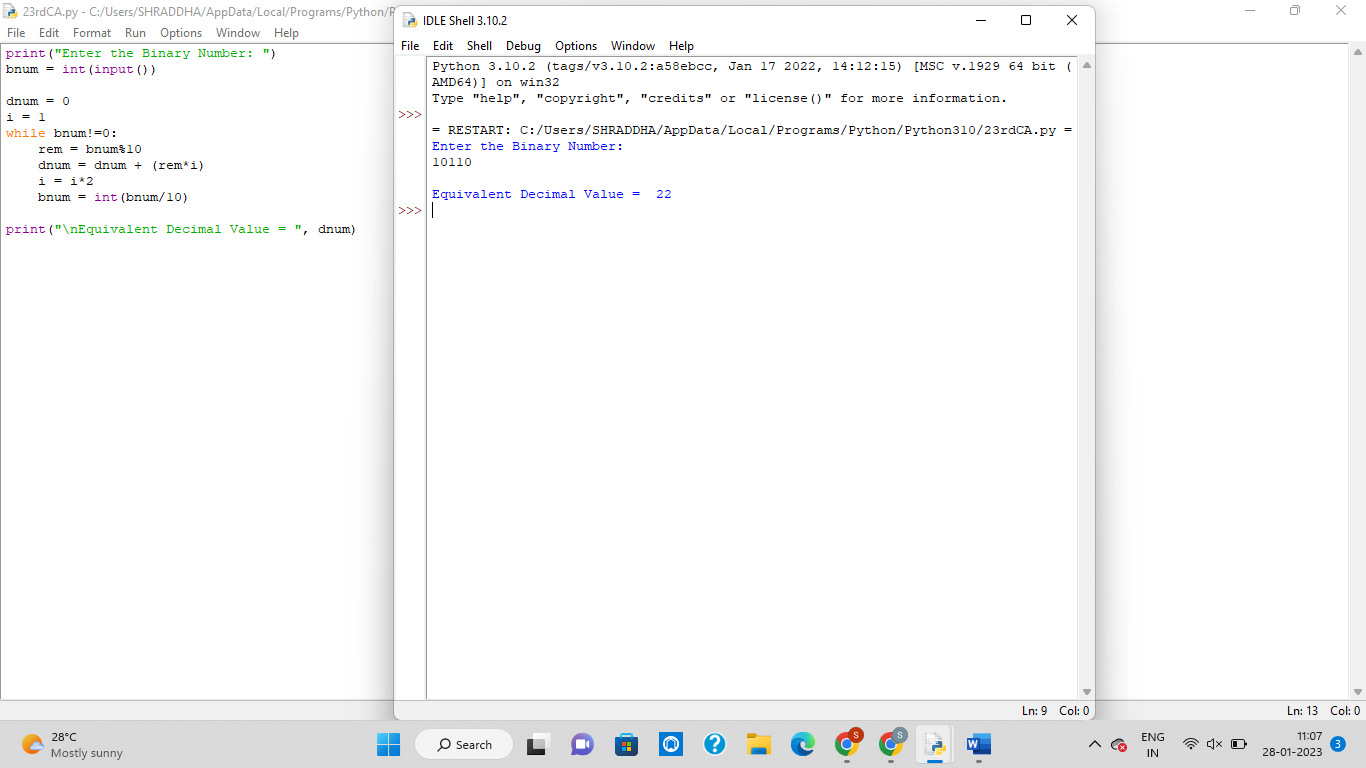 23rdCA.py - C:/Users/SHRADDHA/AppData/Local/Programs/Python/
File Edit Format Run Options Window Help
print("Enter the Binary Number: ")
bnum = int(input())
dnum = 0
i = 1
while bnum!=0:
    rem = bnum%10
    dnum = dnum + (rem*i)
    i = i*2
    bnum = int(bnum/10)
print("\nEquivalent Decimal Value = ", dnum)
IDLE Shell 3.10.2
File Edit Shell Debug Options Window Help
Python 3.10.2 (tags/v3.10.2:a58ebcc, Jan 17 2022, 14:12:15) [MSC v.1929 64 bit (
AMD64)] on win32
Type "help", "copyright", "credits" or "license()" for more information.
>>>
= RESTART: C:/Users/SHRADDHA/AppData/Local/Programs/Python/Python310/23rdCA.py =
Enter the Binary Number:
10110
Equivalent Decimal Value =  22
>>>
Ln: 9 Col: 0
Ln: 13 Col: 0
28°C
Mostly sunny
Search
S
S
W
ENG
IN
11:07
28-01-2023
3